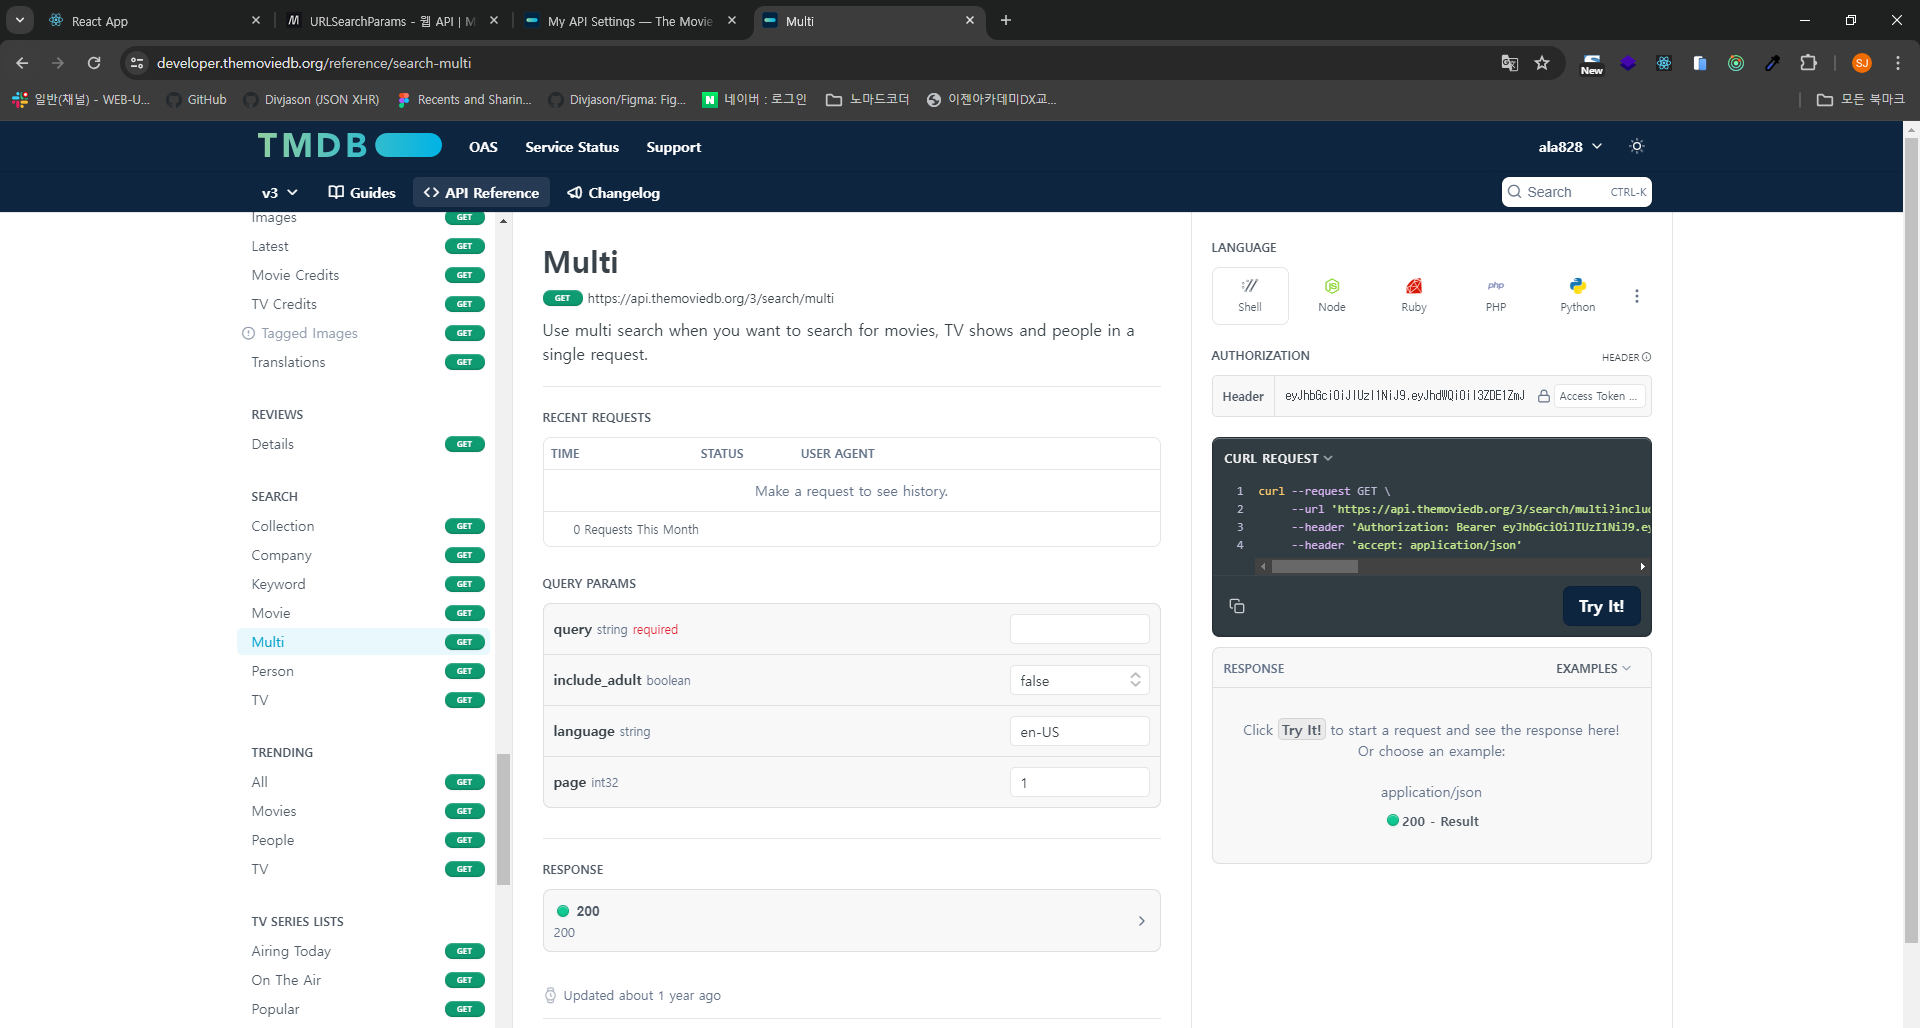 React App
URLSearchParams - 웹 API | M
My API Settings — The Movie
Multi
developer.themoviedb.org/reference/search-multi
New
SJ
일반(채널) - WEB-U...
GitHub
Divjason (JSON XHR)
Recents and Sharin...
Divjason/Figma: Fig...
네이버 : 로그인
노마드코더
이젠아카데미DX교...
모든 북마크
TMDB
OAS
Service Status
Support
ala828
v3
Guides
API Reference
Changelog
Search
CTRL-K
Images GET
Latest GET
Movie Credits GET
TV Credits GET
Tagged Images GET
Translations GET
REVIEWS
Details GET
SEARCH
Collection GET
Company GET
Keyword GET
Movie GET
Multi GET
Person GET
TV GET
TRENDING
All GET
Movies GET
People GET
TV GET
TV SERIES LISTS
Airing Today GET
On The Air GET
Popular GET
Multi
GET https://api.themoviedb.org/3/search/multi
Use multi search when you want to search for movies, TV shows and people in a
single request.
RECENT REQUESTS
TIME STATUS USER AGENT
Make a request to see history.
0 Requests This Month
QUERY PARAMS
query string required
include_adult boolean false
language string en-US
page int32 1
RESPONSE
200
200
Updated about 1 year ago
LANGUAGE
Shell
Node
Ruby
php
PHP
Python
AUTHORIZATION HEADER
Header eyJhbGciOiJIUzI1NiJ9.eyJhdWQiOiI3ZDE1ZmJ Access Token ...
CURL REQUEST
1 curl --request GET \
2 --url 'https://api.themoviedb.org/3/search/multi?inclu
3 --header 'Authorization: Bearer eyJhbGciOiJIUzI1NiJ9.ey
4 --header 'accept: application/json'
Try It!
RESPONSE EXAMPLES
Click Try It! to start a request and see the response here!
Or choose an example:
application/json
200 - Result